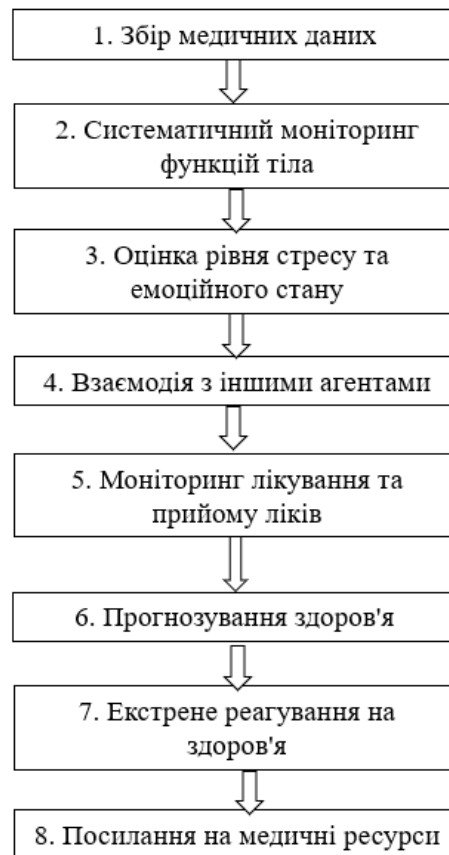 1. Збір медичних даних
2. Систематичний моніторинг
функцій тіла
3. Оцінка рівня стресу та
емоційного стану
4. Взаємодія з іншими агентами
5. Моніторинг лікування та
прийому ліків
6. Прогнозування здоров'я
7. Екстрене реагування на
здоров'я
8. Посилання на медичні ресурси